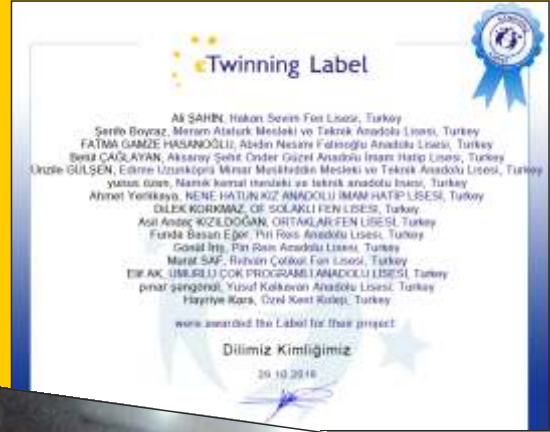 eTwinning Label
Ali ŞAHİN, Hakan Sevim Fen Lisesi, Turkey
Şerife Boyraz, Meram Atatürk Mesleki ve Teknik Anadolu Lisesi, Turkey
FATMA GAMZE HASANOĞLU, Abidin Nesimi Fatinoğlu Anadolu Lisesi, Turkey
Betül ÇAĞLAYAN, Aksaray Şehit Önder Güzel Anadolu İmam Hatip Lisesi, Turkey
Ünzile GÜLŞEN, Edirne Uzunköprü Mimar Muslihiddin Mesleki ve Teknik Anadolu Lisesi, Turkey
yunus özen, Namık kemal mesleki ve teknik anadolu lisesi, Turkey
Ahmet Yerlikaya, NENE HATUN KIZ ANADOLU İMAM HATİP LİSESİ, Turkey
DİLEK KORKMAZ, OF SOLAKLI FEN LİSESİ, Turkey
Aslı Andaç KIZILDOĞAN, ORTAKLAR FEN LİSESİ, Turkey
Funda Başan Eğer, Piri Reis Anadolu Lisesi, Turkey
Gönül İriş, Piri Reis Anadolu Lisesi, Turkey
Murat SAF, Rıdvan Çelikel Fen Lisesi, Turkey
Elif AK, UMURLU ÇOK PROGRAMLI ANADOLU LİSESİ, Turkey
pınar şengöndi, Yusuf Kalkavan Anadolu Lisesi, Turkey
Hayriye Kara, Özel Kent Koleji, Turkey
were awarded the Label for their project
Dilimiz Kimliğimiz
29.10.2019